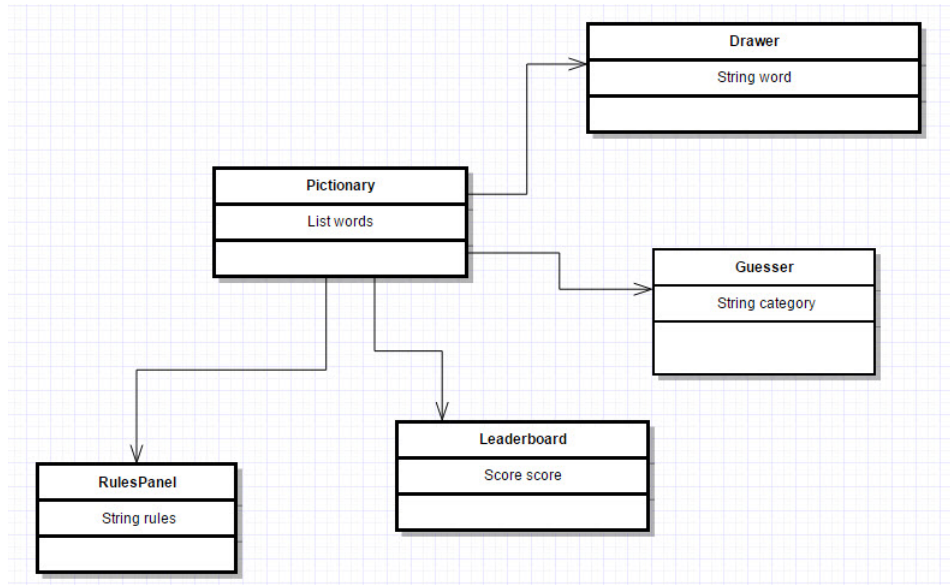 Drawer
String word
Pictionary
List words
Guesser
String category
Leaderboard
Score score
RulesPanel
String rules